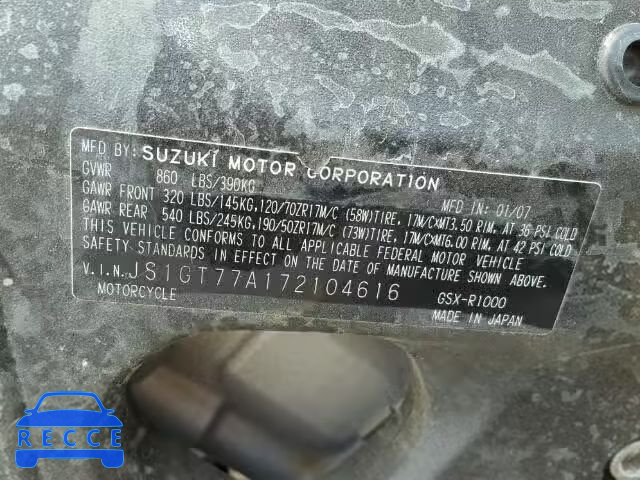 MFD BY: SUZUKI MOTOR CORPORATION
GVWR 860 LBS/390KG MFD IN: 01/07
GAWR FRONT 320 LBS/145KG,120/70ZR17M/C (58W)TIRE, 17M/CxMT3.50 RIM, AT 36 PSI COLD
GAWR REAR 540 LBS/245KG,190/50ZR17M/C (73W)TIRE, 17M/CxMT6.00 RIM, AT 42 PSI COLD
THIS VEHICLE CONFORMS TO ALL APPLICABLE FEDERAL MOTOR VEHICLE
SAFETY STANDARDS IN EFFECT ON THE DATE OF MANUFACTURE SHOWN ABOVE.
V.I.N. JS1GT77A172104616 GSX-R1000
MOTORCYCLE MADE IN JAPAN
RECCE